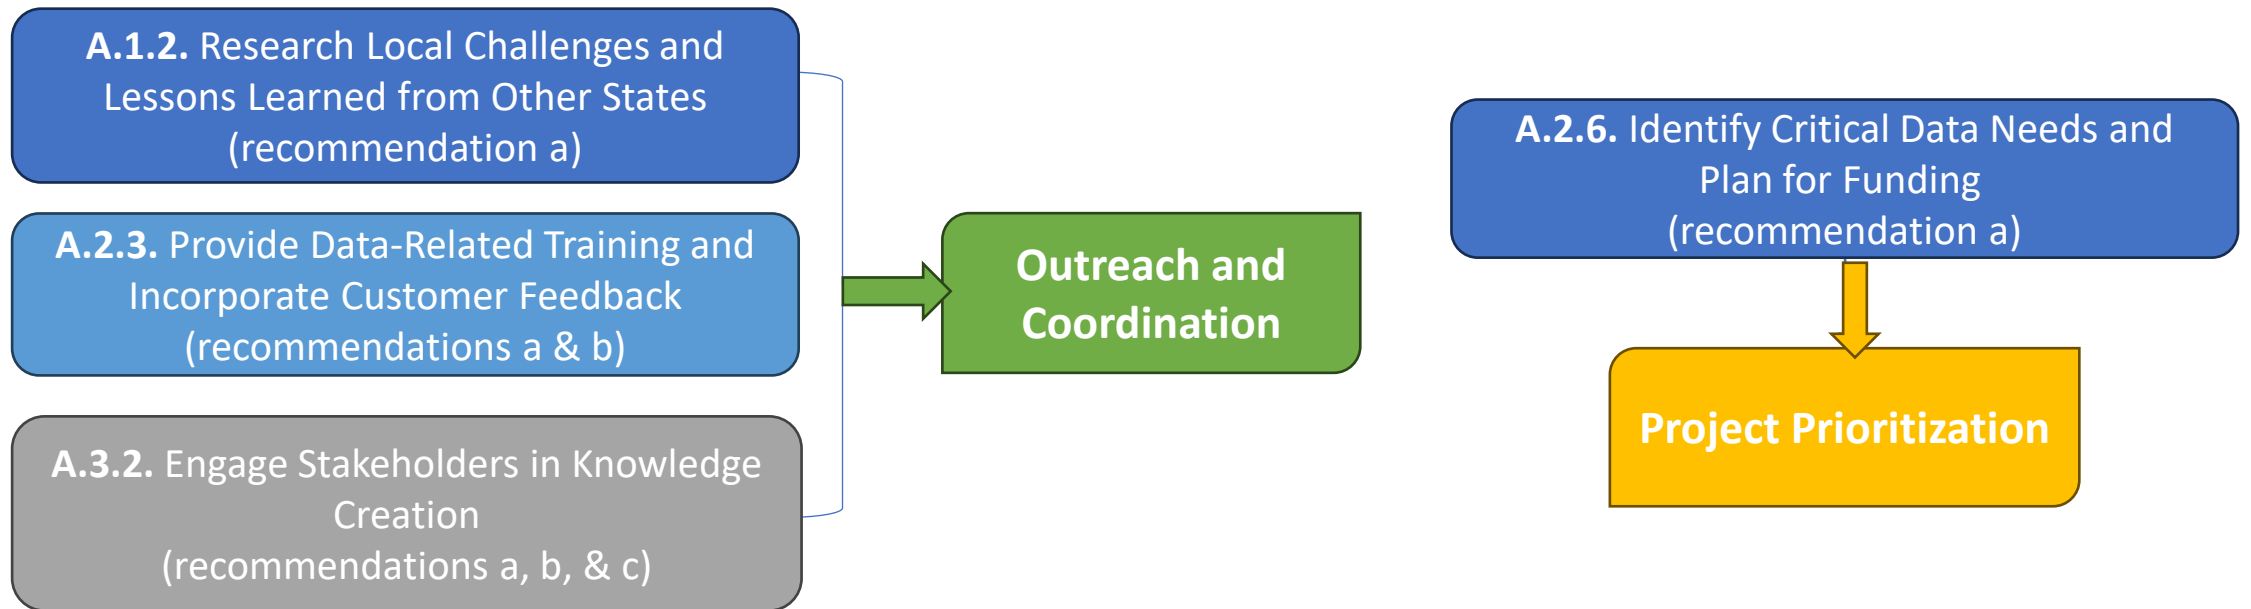 A.1.2. Research Local Challenges and
Lessons Learned from Other States
(recommendation a)
A.2.3. Provide Data-Related Training and
Incorporate Customer Feedback
(recommendations a & b)
A.3.2. Engage Stakeholders in Knowledge
Creation
(recommendations a, b, & c)
Outreach and
Coordination
A.2.6. Identify Critical Data Needs and
Plan for Funding
(recommendation a)
Project Prioritization